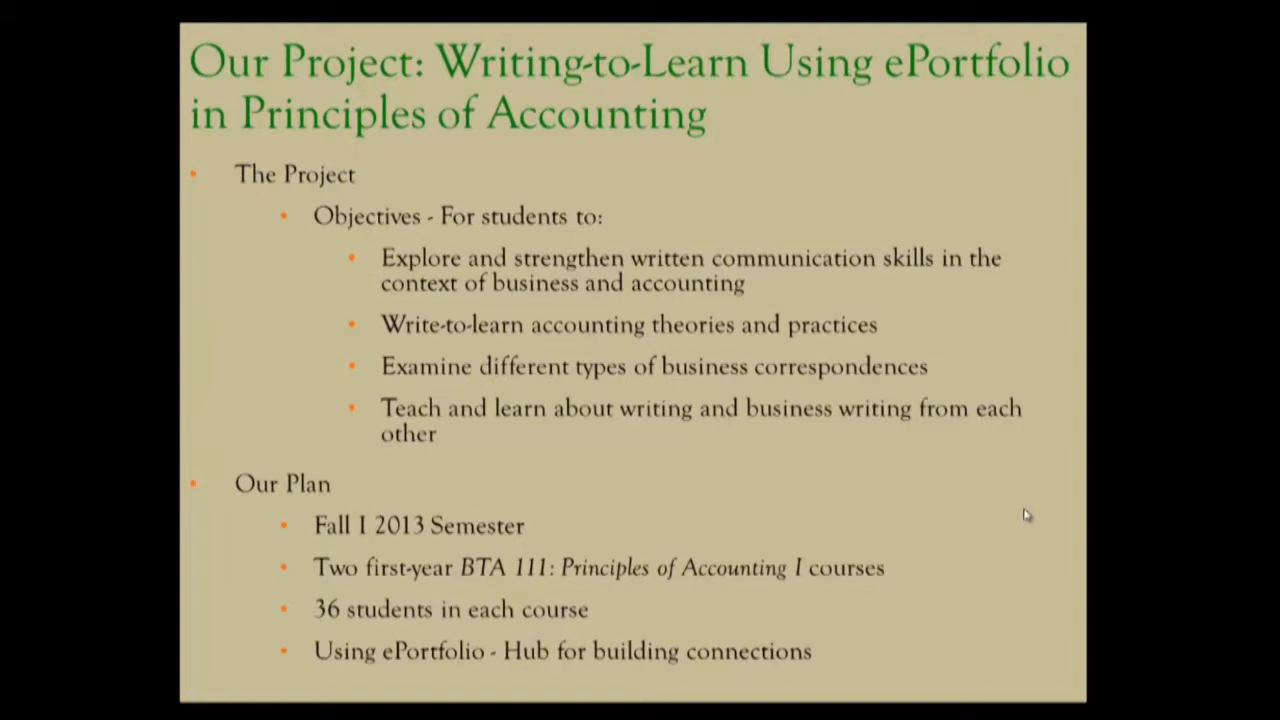 Our Project: Writing-to-Learn Using ePortfolio
in Principles of Accounting
• The Project
• Objectives - For students to:
• Explore and strengthen written communication skills in the
context of business and accounting
• Write-to-learn accounting theories and practices
• Examine different types of business correspondences
• Teach and learn about writing and business writing from each
other
• Our Plan
• Fall I 2013 Semester
• Two first-year BTA 111: Principles of Accounting I courses
• 36 students in each course
• Using ePortfolio - Hub for building connections